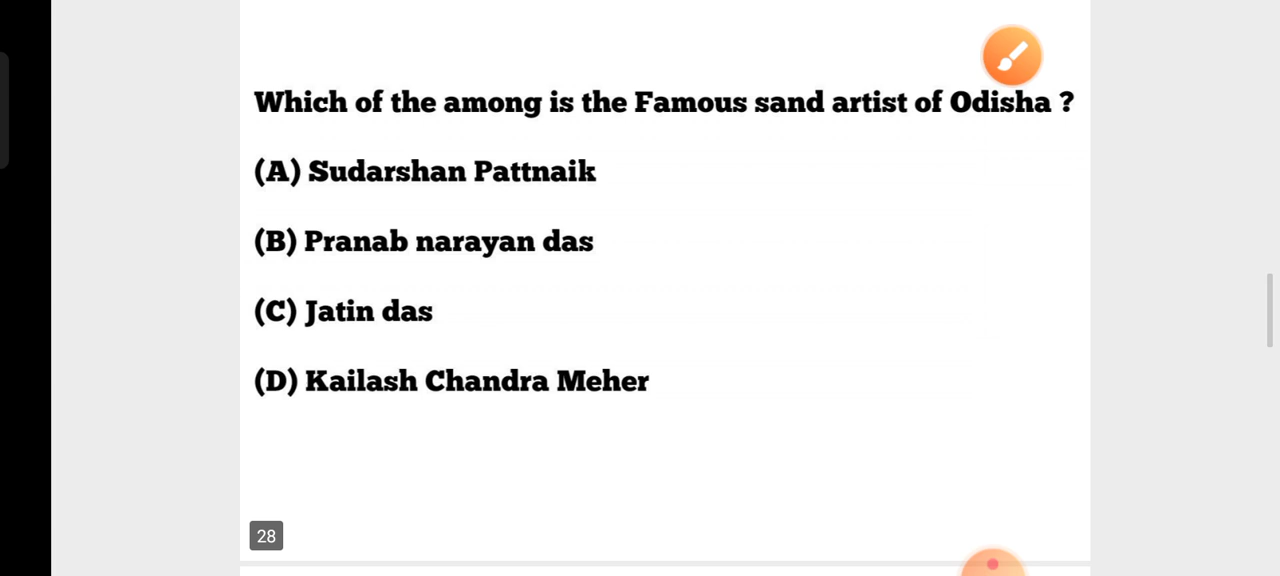 Which of the among is the Famous sand artist of Odisha ?
(A) Sudarshan Pattnaik
(B) Pranab narayan das
(C) Jatin das
(D) Kailash Chandra Meher
28